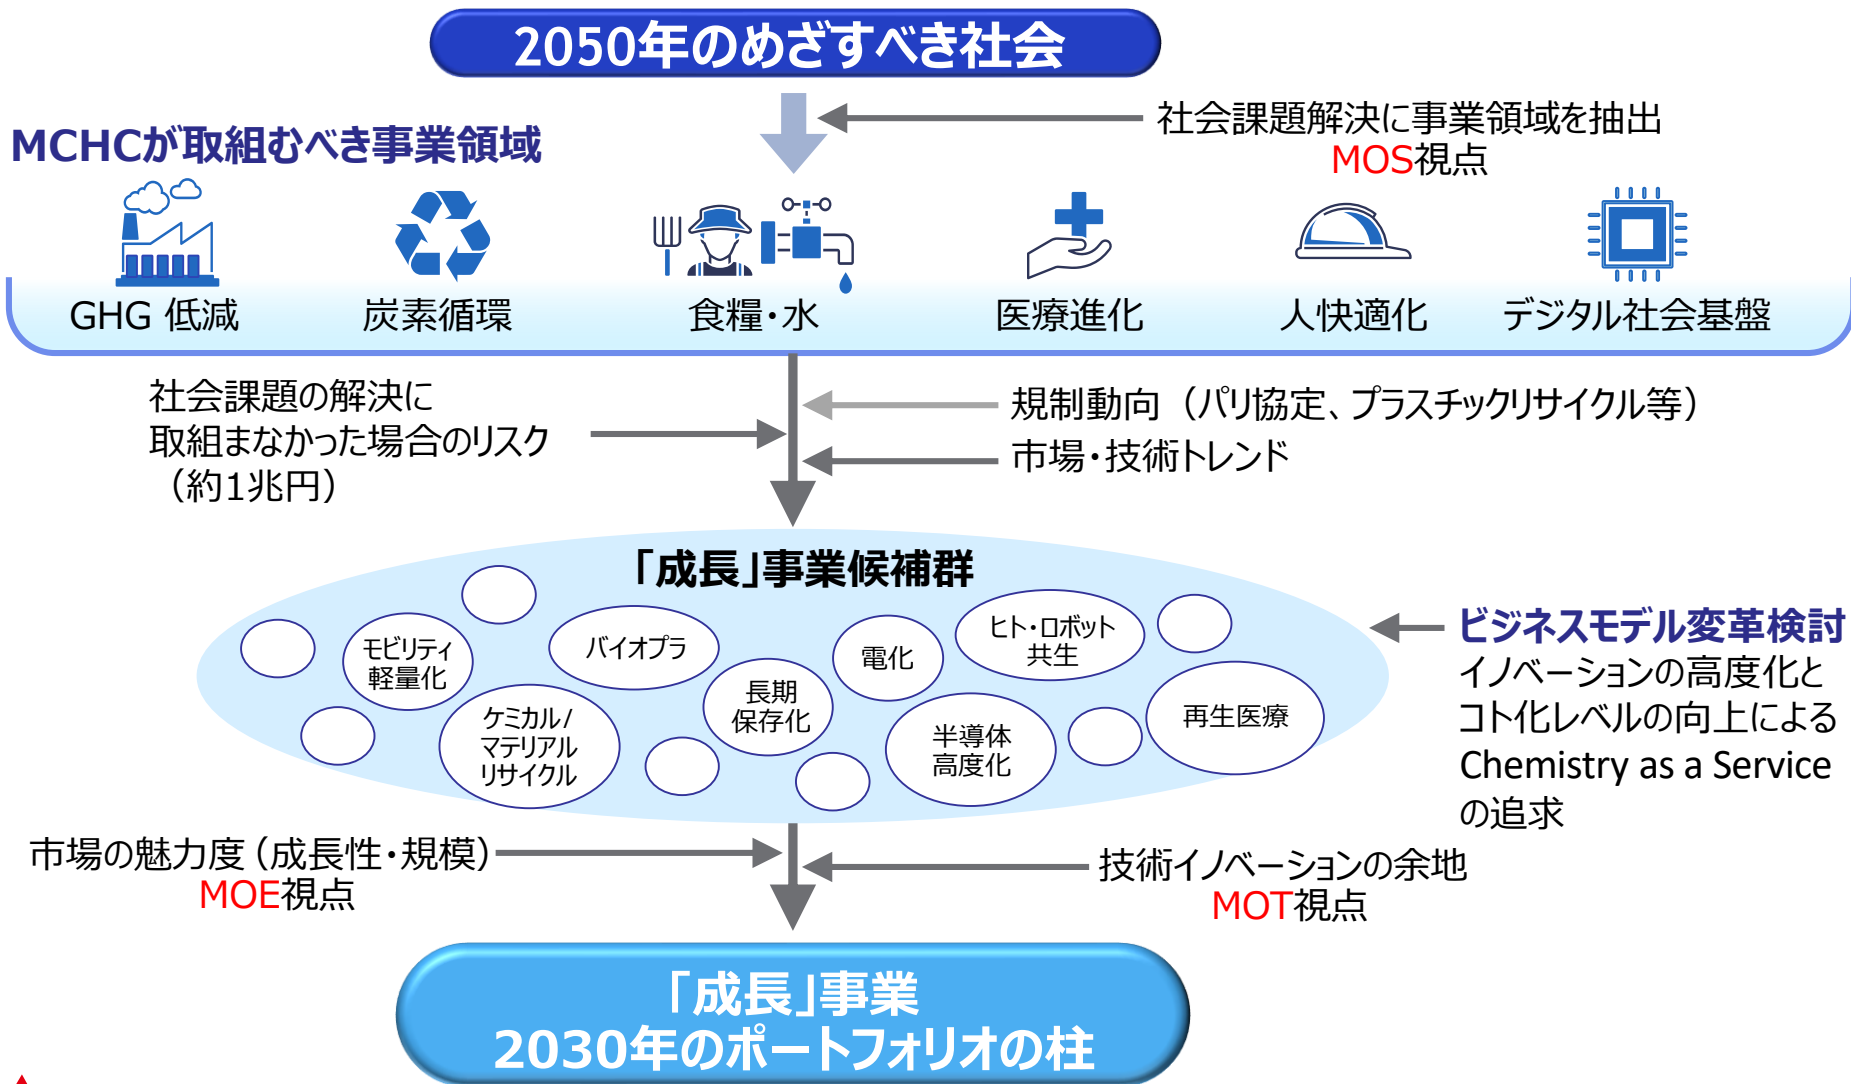 2050年のめざすべき社会
社会課題解決に事業領域を抽出
MOS視点
MCHCが取組むべき事業領域
GHG 低減
炭素循環
食糧・水
医療進化
人快適化
デジタル社会基盤
社会課題の解決に
取組まなかった場合のリスク
（約1兆円）
規制動向（パリ協定、プラスチックリサイクル等）
市場・技術トレンド
「成長」事業候補群
モビリティ
軽量化
バイオプラ
電化
ヒト・ロボット
共生
ケミカル/
マテリアル
リサイクル
長期
保存化
半導体
高度化
再生医療
ビジネスモデル変革検討
イノベーションの高度化と
コト化レベルの向上による
Chemistry as a Service
の追求
市場の魅力度（成長性・規模）
MOE視点
技術イノベーションの余地
MOT視点
「成長」事業
2030年のポートフォリオの柱